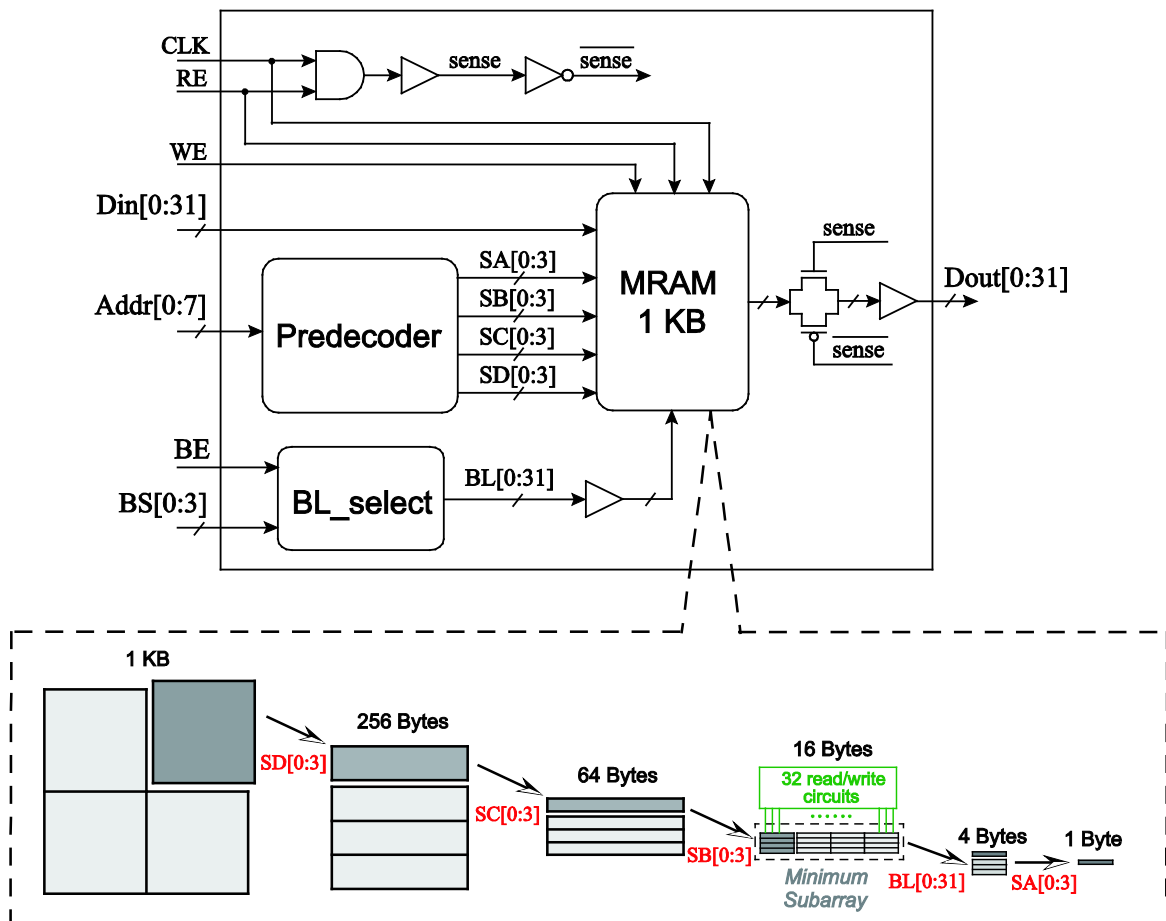 CLK
RE
WE
Din[0:31]
Addr[0:7]
BE
BS[0:3]
sense
sense
Predecoder
SA[0:3]
SB[0:3]
SC[0:3]
SD[0:3]
MRAM
1 KB
sense
sense
Dout[0:31]
BL_select
BL[0:31]
1 KB
SD[0:3]
256 Bytes
SC[0:3]
64 Bytes
SB[0:3]
16 Bytes
32 read/write
circuits
Minimum
Subarray
BL[0:31]
4 Bytes
SA[0:3]
1 Byte